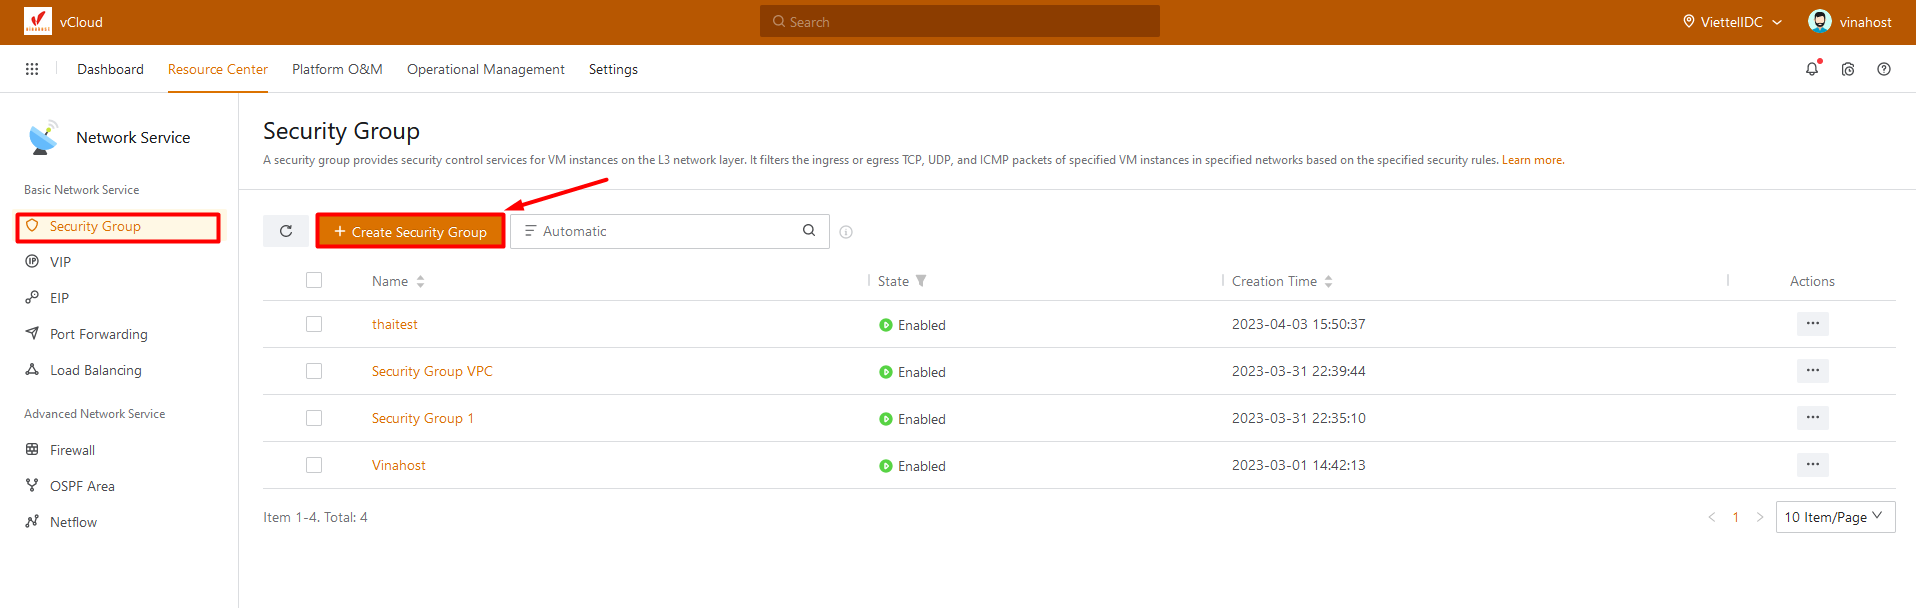 vCloud
Search
ViettelIDC
vinahost
Dashboard
Resource Center
Platform O&M
Operational Management
Settings
Network Service
Basic Network Service
Security Group
VIP
EIP
Port Forwarding
Load Balancing
Advanced Network Service
Firewall
OSPF Area
Netflow
Security Group
A security group provides security control services for VM instances on the L3 network layer. It filters the ingress or egress TCP, UDP, and ICMP packets of specified VM instances in specified networks based on the specified security rules. Learn more.
+ Create Security Group
Automatic
Name State Creation Time Actions
thaitest Enabled 2023-04-03 15:50:37 ···
Security Group VPC Enabled 2023-03-31 22:39:44 ···
Security Group 1 Enabled 2023-03-31 22:35:10 ···
Vinahost Enabled 2023-03-01 14:42:13 ···
Item 1-4. Total: 4
< 1 > 10 Item/Page